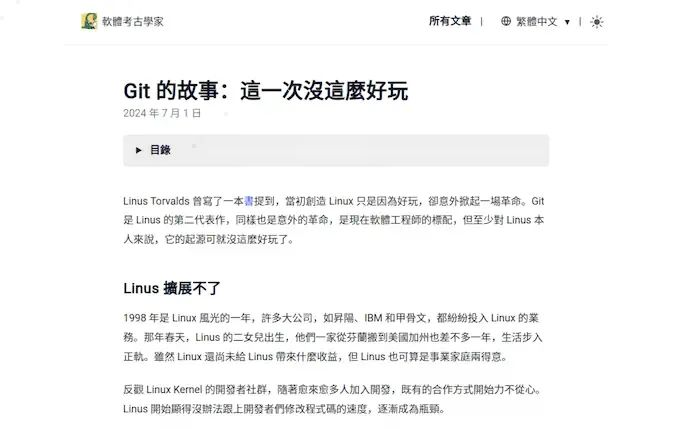 軟體考古學家
所有文章 | 繁體中文 ▼ |
Git 的故事：這一次沒這麼好玩
2024 年 7 月 1 日
▶ 目錄
Linus Torvalds 曾寫了一本書提到，當初創造 Linux 只是因為好玩，卻意外掀起一場革命。Git
是 Linus 的第二代表作，同樣也是意外的革命，是現在軟體工程師的標配，但至少對 Linus 本
人來說，它的起源可就沒這麼好玩了。
Linus 擴展不了
1998 年是 Linux 風光的一年，許多大公司，如昇陽、IBM 和甲骨文，都紛紛投入 Linux 的業
務。那年春天，Linus 的二女兒出生，他們一家從芬蘭搬到美國加州也差不多一年，生活步入
正軌。雖然 Linux 還尚未給 Linus 帶來什麼收益，但 Linus 也可算是事業家庭兩得意。
反觀 Linux Kernel 的開發者社群，隨著愈來愈多人加入開發，既有的合作方式開始力不從心。
Linus 開始顯得沒辦法跟上開發者們修改程式碼的速度，逐漸成為瓶頸。